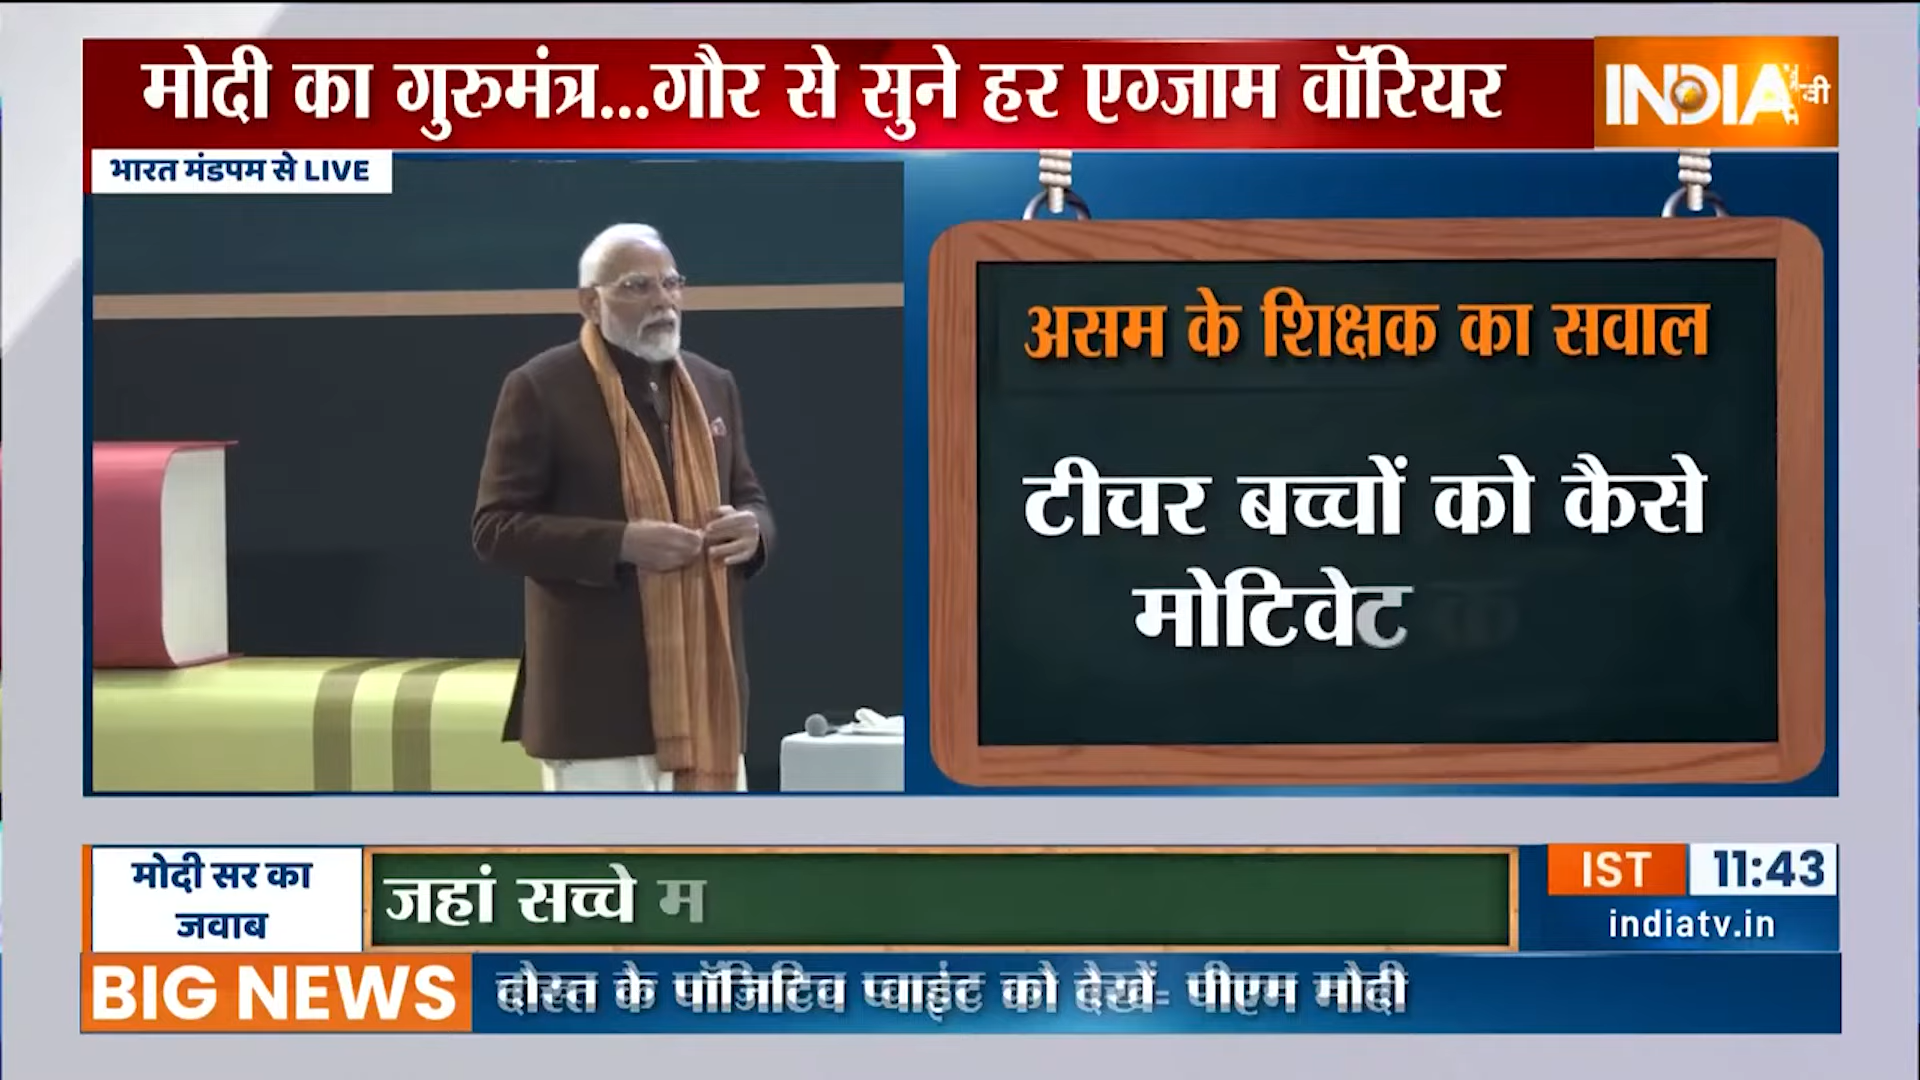 मोदी का गुरुमंत्र...गौर से सुने हर एग्जाम वॉरियर
INDIA टीवी
भारत मंडपम से LIVE
असम के शिक्षक का सवाल
टीचर बच्चों को कैसे
मोटिवेट क
मोदी सर का
जवाब
जहां सच्चे म
IST 11:43
indiatv.in
BIG NEWS
दोस्त के पॉजिटिव प्वाइंट को देखें- पीएम मोदी